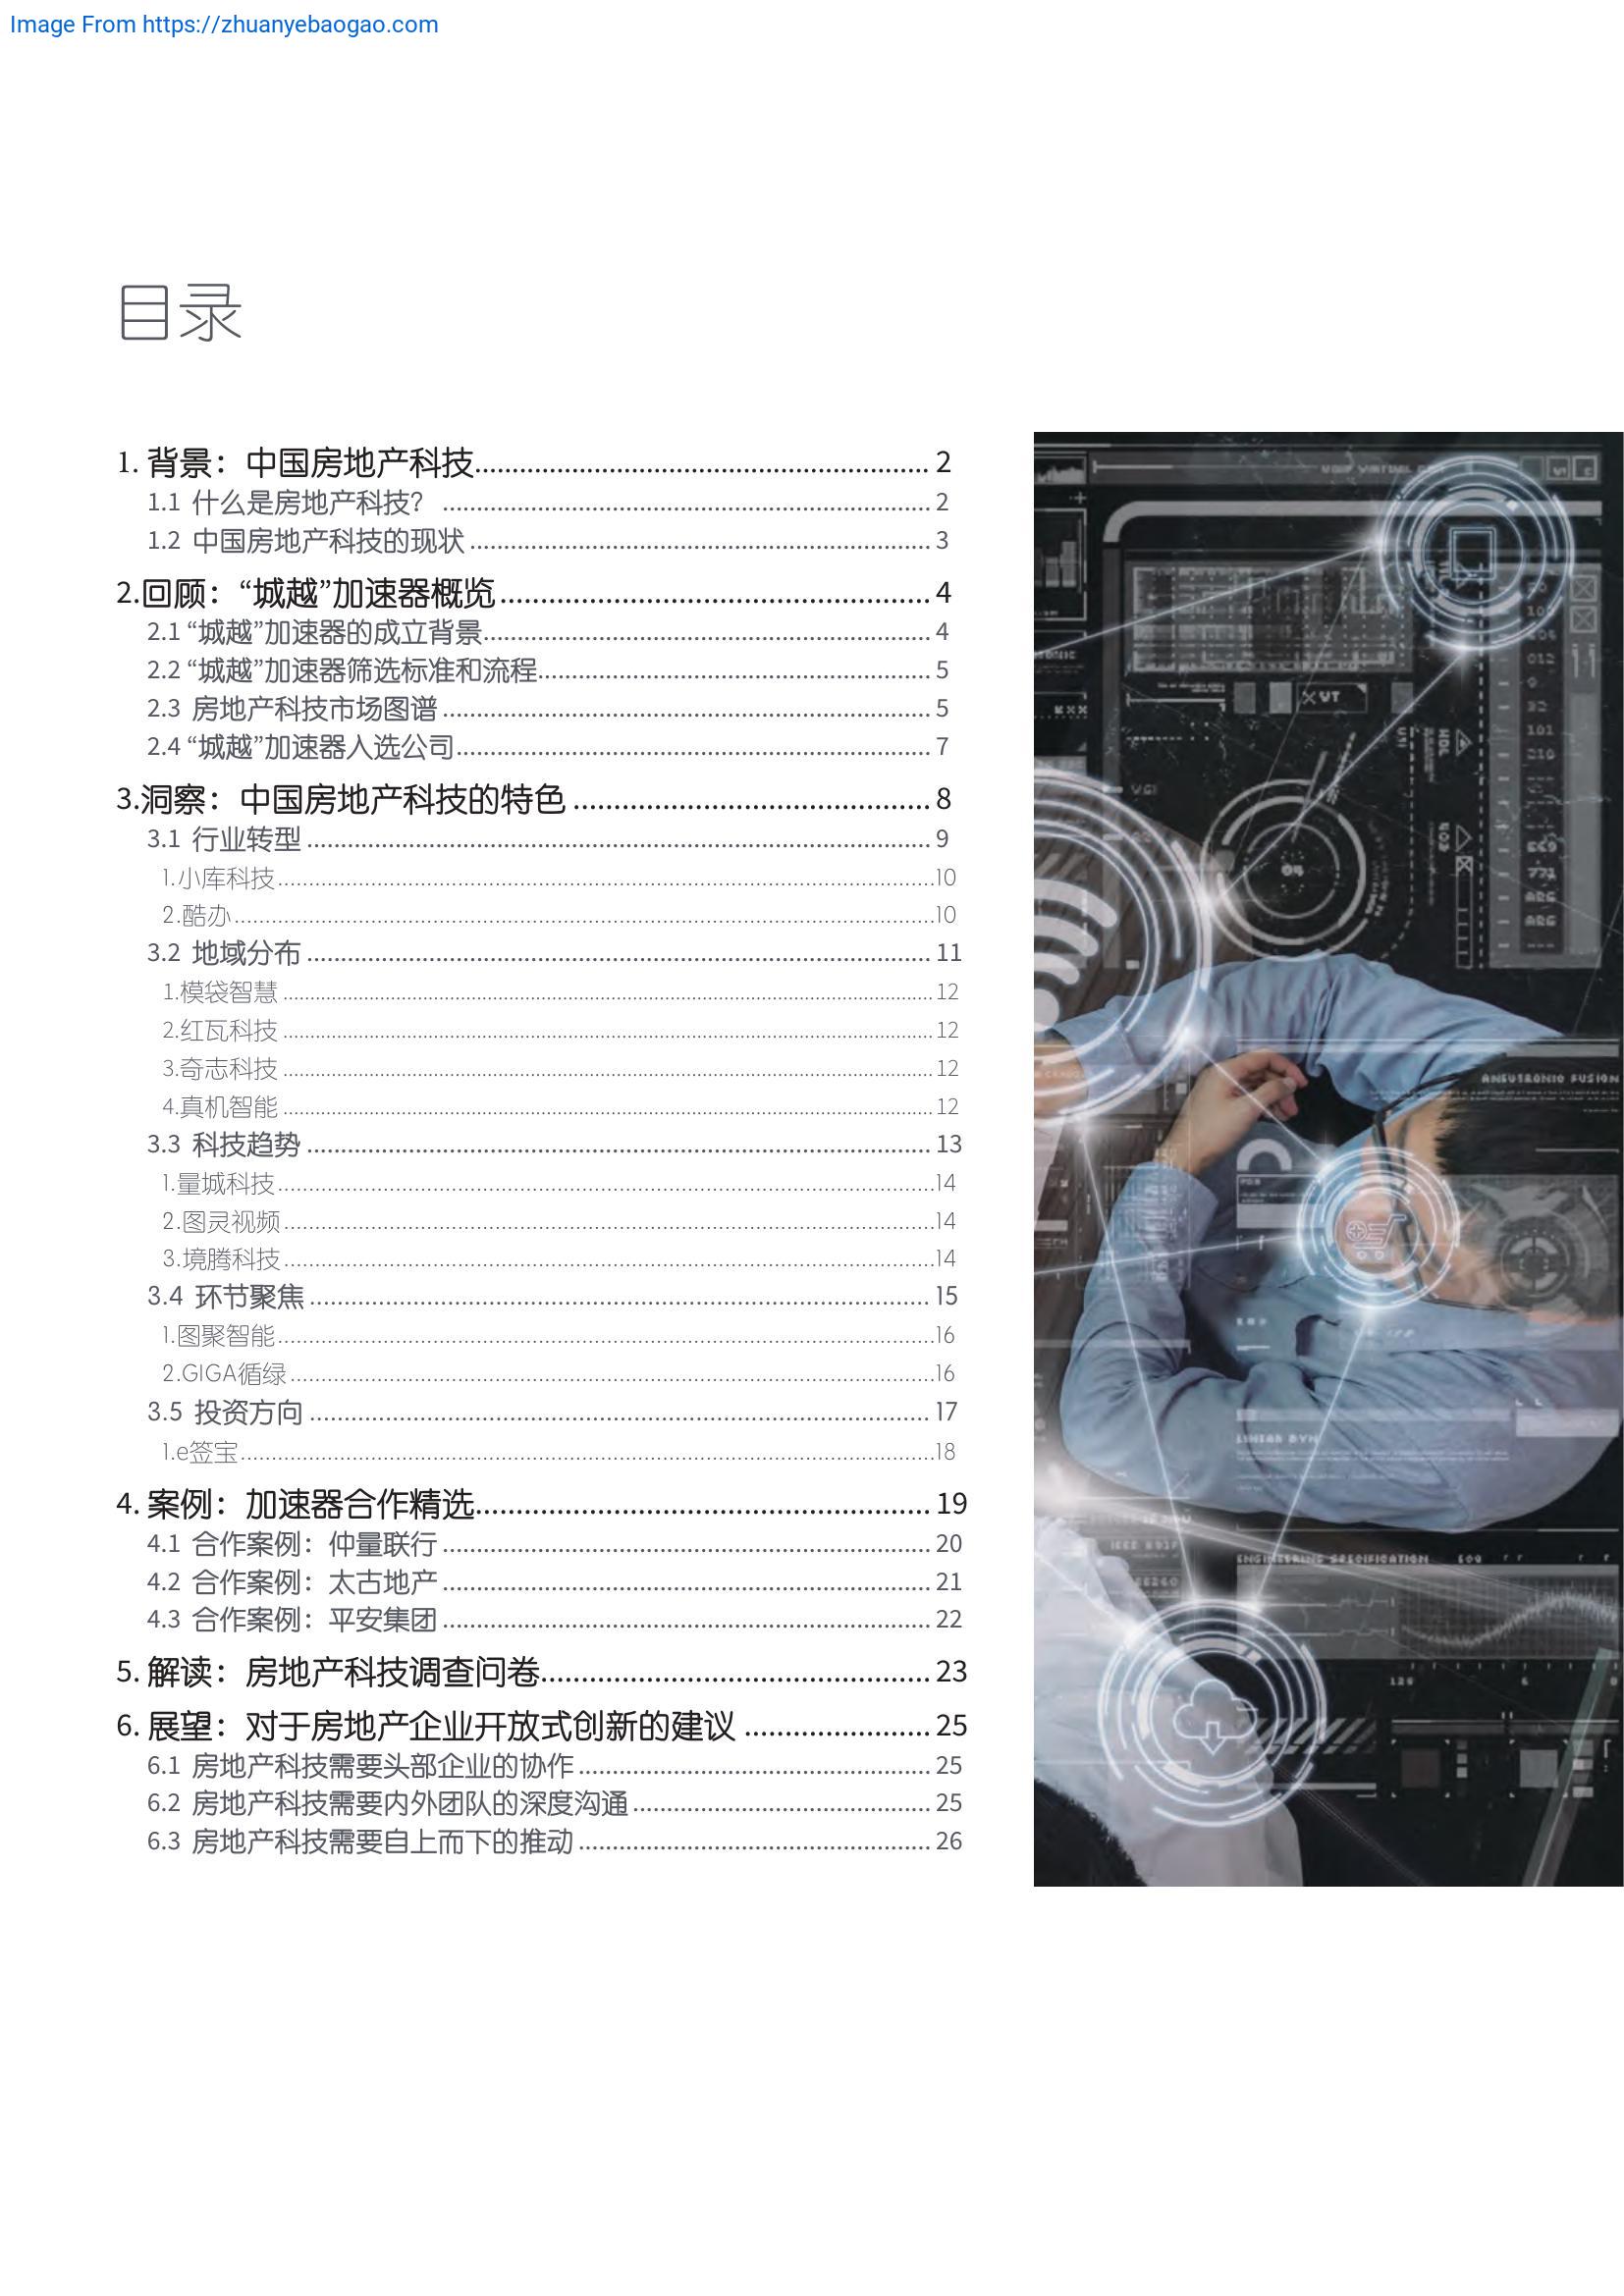 Image From https://zhuanyebaogao.com
目录
1. 背景：中国房地产科技............................................................ 2
1.1 什么是房地产科技？ ............................................................ 2
1.2 中国房地产科技的现状 ............................................................ 3
2.回顾：“城越”加速器概览............................................................ 4
2.1 “城越”加速器的成立背景............................................................ 4
2.2 “城越”加速器筛选标准和流程............................................................ 5
2.3 房地产科技市场图谱 ............................................................ 5
2.4 “城越”加速器入选公司............................................................ 7
3.洞察：中国房地产科技的特色 ............................................................ 8
3.1 行业转型 ............................................................ 9
1.小库科技............................................................10
2.酷办............................................................10
3.2 地域分布 ............................................................ 11
1.模袋智慧 ............................................................ 12
2.红瓦科技 ............................................................ 12
3.奇志科技 ............................................................ 12
4.真机智能 ............................................................ 12
3.3 科技趋势 ............................................................ 13
1.量城科技............................................................14
2.图灵视频............................................................14
3.境腾科技............................................................14
3.4 环节聚焦 ............................................................ 15
1.图聚智能............................................................16
2.GIGA循绿............................................................16
3.5 投资方向 ............................................................ 17
1.e签宝............................................................18
4. 案例：加速器合作精选............................................................ 19
4.1 合作案例：仲量联行 ............................................................ 20
4.2 合作案例：太古地产 ............................................................ 21
4.3 合作案例：平安集团 ............................................................ 22
5. 解读：房地产科技调查问卷............................................................ 23
6. 展望：对于房地产企业开放式创新的建议 ......................... 25
6.1 房地产科技需要头部企业的协作 ............................................................ 25
6.2 房地产科技需要内外团队的深度沟通 ............................................................ 25
6.3 房地产科技需要自上而下的推动 ............................................................ 26
ANEUTRONIC FUSION
LINEAR DYN
ENGINEERING SPECIFICATION